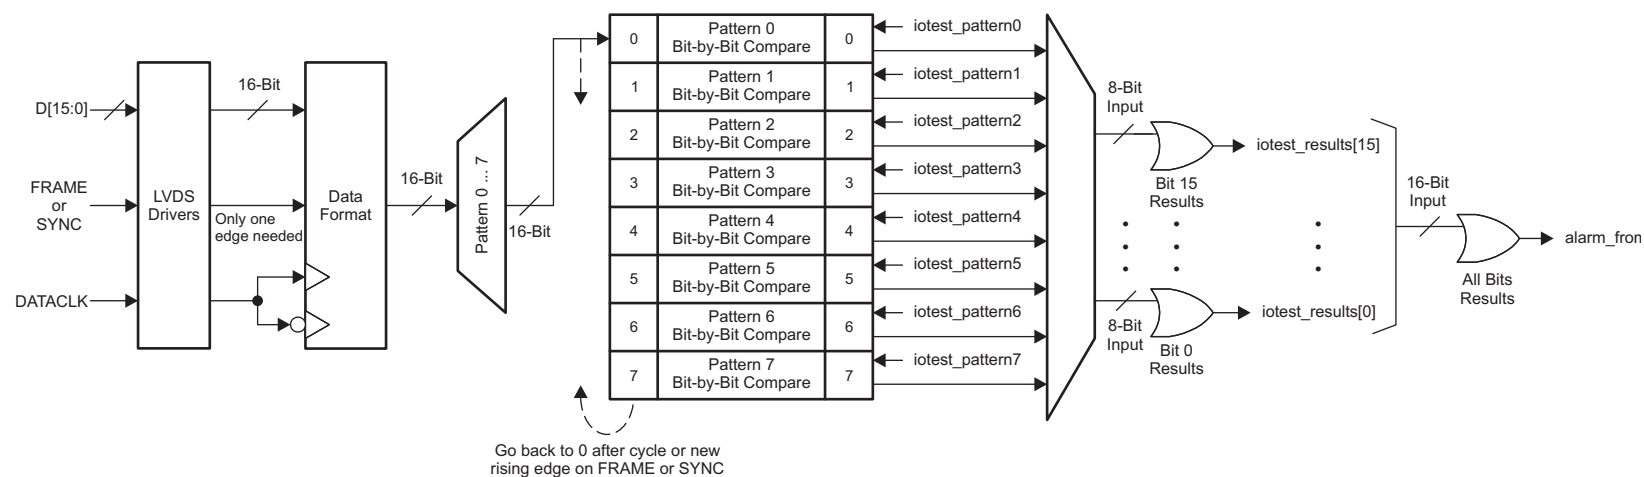 D[15:0]
FRAME
or
SYNC
DATACLK
LVDS
Drivers
16-Bit
Only one
edge needed
Data
Format
16-Bit
Pattern 0 ... 7
16-Bit
0 Pattern 0 Bit-by-Bit Compare 0 iotest_pattern0
1 Pattern 1 Bit-by-Bit Compare 1 iotest_pattern1
2 Pattern 2 Bit-by-Bit Compare 2 iotest_pattern2
3 Pattern 3 Bit-by-Bit Compare 3 iotest_pattern3
4 Pattern 4 Bit-by-Bit Compare 4 iotest_pattern4
5 Pattern 5 Bit-by-Bit Compare 5 iotest_pattern5
6 Pattern 6 Bit-by-Bit Compare 6 iotest_pattern6
7 Pattern 7 Bit-by-Bit Compare 7 iotest_pattern7
Go back to 0 after cycle or new
rising edge on FRAME or SYNC
8-Bit
Input
Bit 15
Results
iotest_results[15]
8-Bit
Input
Bit 0
Results
iotest_results[0]
16-Bit
Input
All Bits
Results